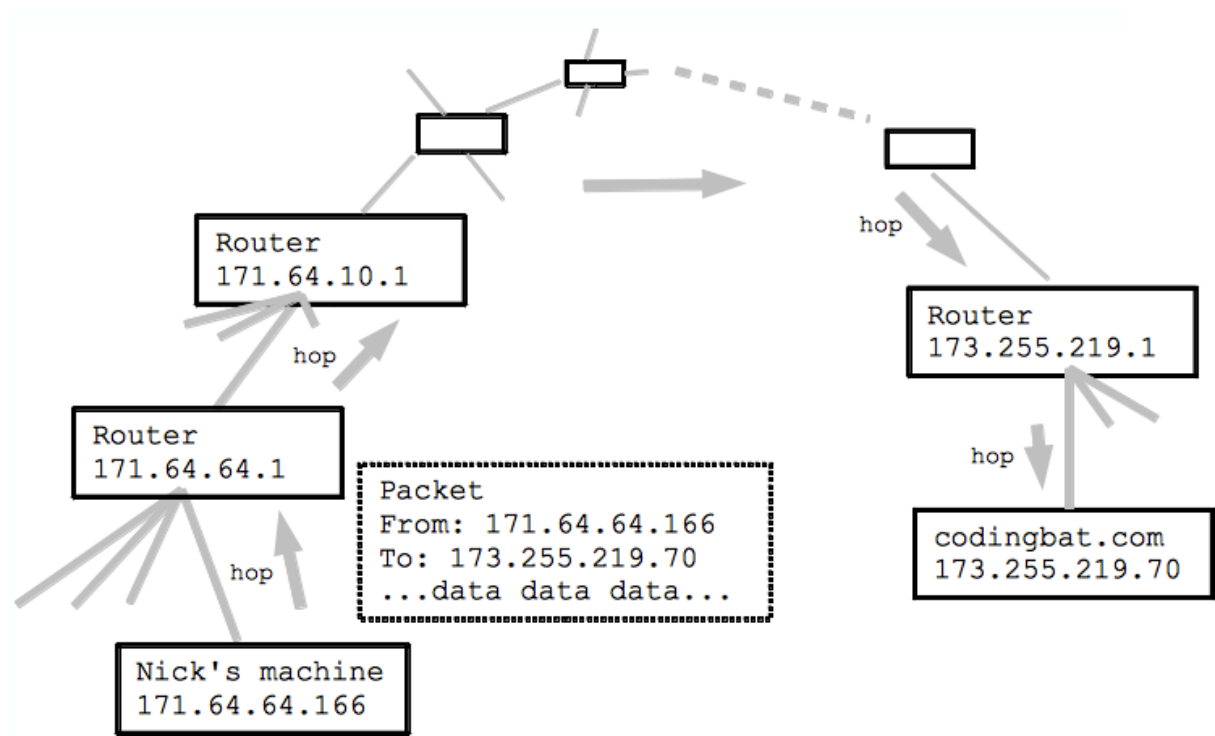 Router
171.64.10.1
hop
hop
Router
173.255.219.1
Router
171.64.64.1
hop
Packet
From: 171.64.64.166
To: 173.255.219.70
...data data data...
codingbat.com
173.255.219.70
hop
Nick's machine
171.64.64.166